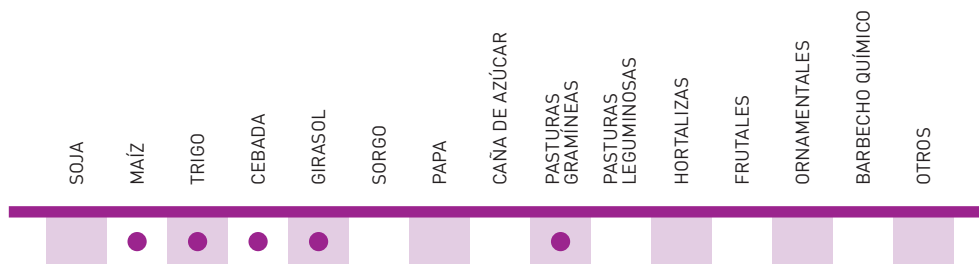 SOJA
MAÍZ
TRIGO
CEBADA
GIRASOL
SORGO
PAPA
CAÑA DE AZÚCAR
PASTURAS
GRAMÍNEAS
PASTURAS
LEGUMINOSAS
HORTALIZAS
FRUTALES
ORNAMENTALES
BARBECHO QUÍMICO
OTROS